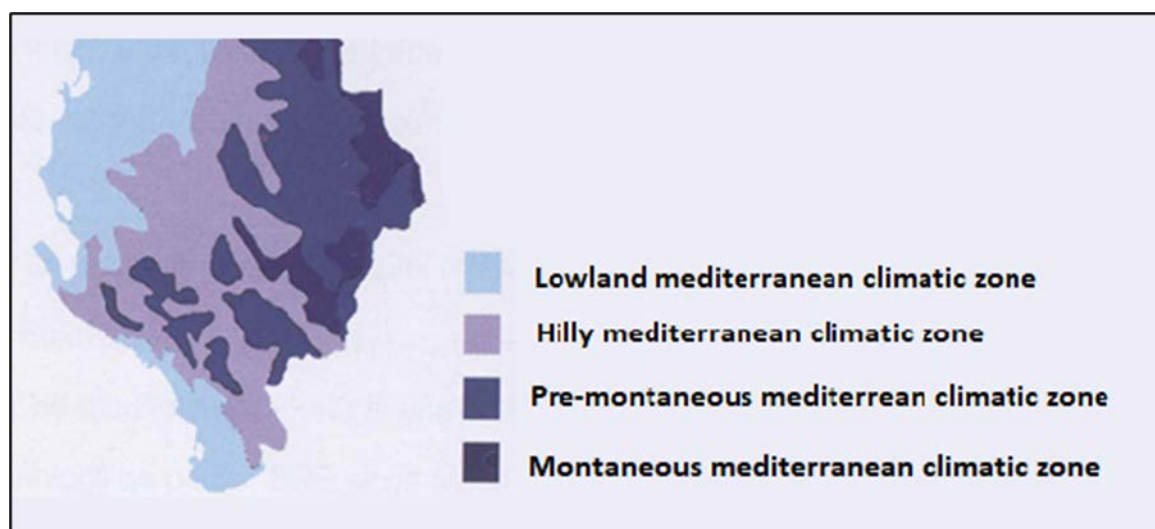 Lowland mediterranean climatic zone
Hilly mediterranean climatic zone
Pre-montaneous mediterrean climatic zone
Montaneous mediterranean climatic zone